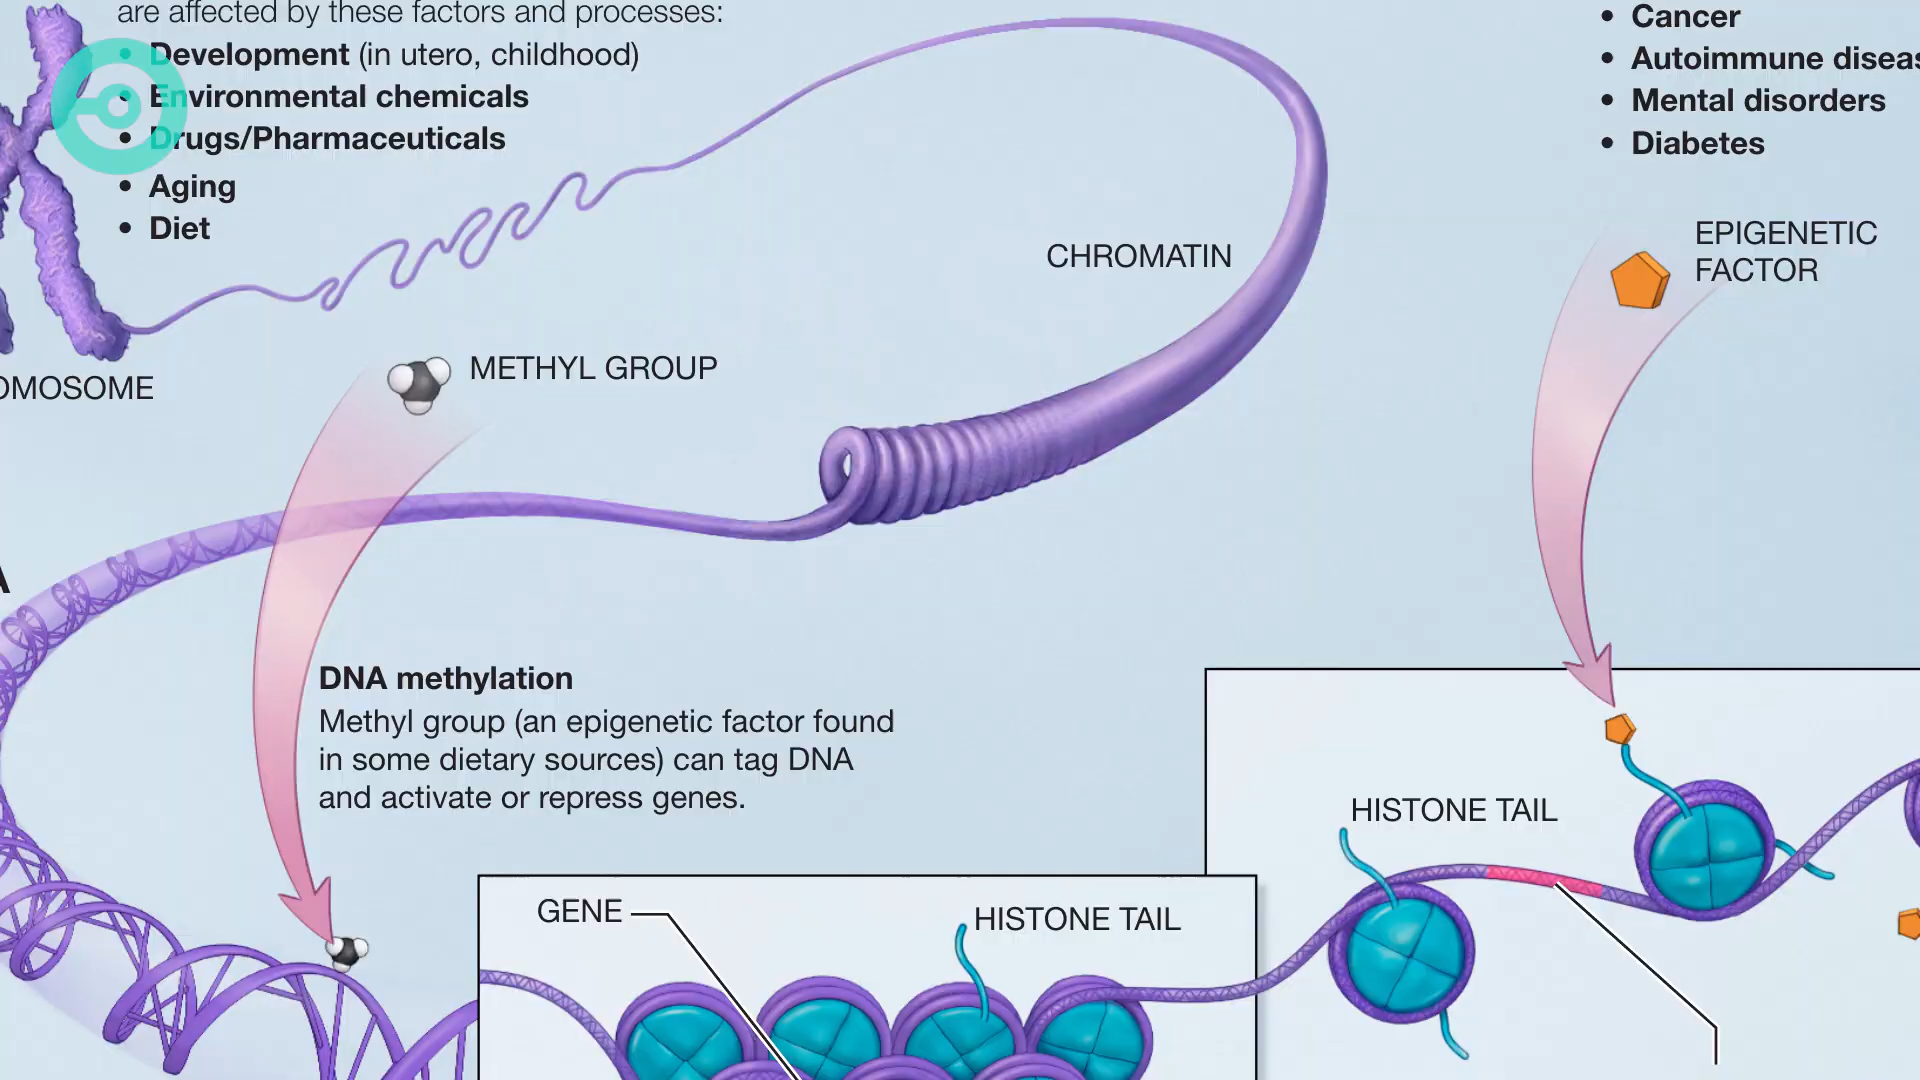 are affected by these factors and processes:
• Development (in utero, childhood)
• Environmental chemicals
• Drugs/Pharmaceuticals
• Aging
• Diet
• Cancer
• Autoimmune diseas
• Mental disorders
• Diabetes
EPIGENETIC
FACTOR
CHROMATIN
METHYL GROUP
OMOSOME
A
DNA methylation
Methyl group (an epigenetic factor found
in some dietary sources) can tag DNA
and activate or repress genes.
HISTONE TAIL
GENE
HISTONE TAIL